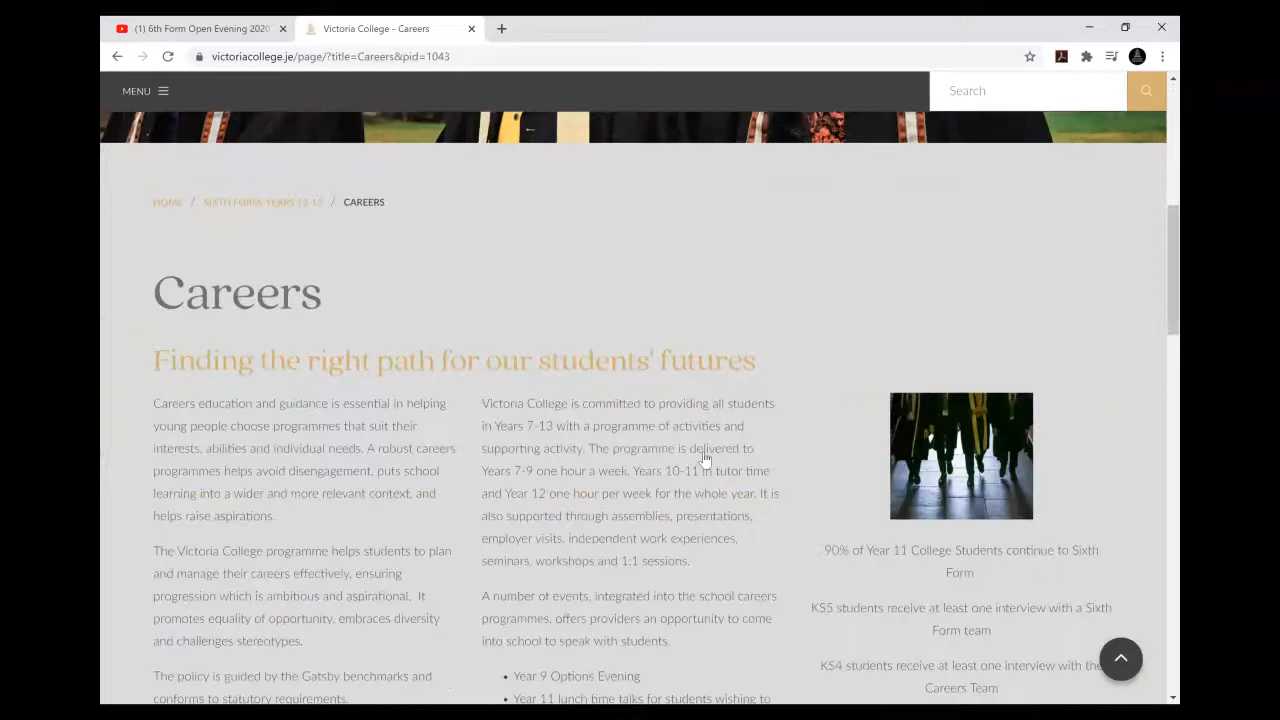 (1) 6th Form Open Evening 2020
Victoria College - Careers
victoriacollege.je/page/?title=Careers&pid=1043
MENU
Search
HOME / SIXTH FORM: YEARS 12-13 / CAREERS
Careers
Finding the right path for our students' futures
Careers education and guidance is essential in helping
young people choose programmes that suit their
interests, abilities and individual needs. A robust careers
programmes helps avoid disengagement, puts school
learning into a wider and more relevant context, and
helps raise aspirations.
The Victoria College programme helps students to plan
and manage their careers effectively, ensuring
progression which is ambitious and aspirational. It
promotes equality of opportunity, embraces diversity
and challenges stereotypes.
The policy is guided by the Gatsby benchmarks and
conforms to statutory requirements.
Victoria College is committed to providing all students
in Years 7-13 with a programme of activities and
supporting activity. The programme is delivered to
Years 7-9 one hour a week, Years 10-11 in tutor time
and Year 12 one hour per week for the whole year. It is
also supported through assemblies, presentations,
employer visits, independent work experiences,
seminars, workshops and 1:1 sessions.
A number of events, integrated into the school careers
programmes, offers providers an opportunity to come
into school to speak with students.
• Year 9 Options Evening
• Year 11 lunch time talks for students wishing to
90% of Year 11 College Students continue to Sixth
Form
KS5 students receive at least one interview with a Sixth
Form team
KS4 students receive at least one interview with the
Careers Team